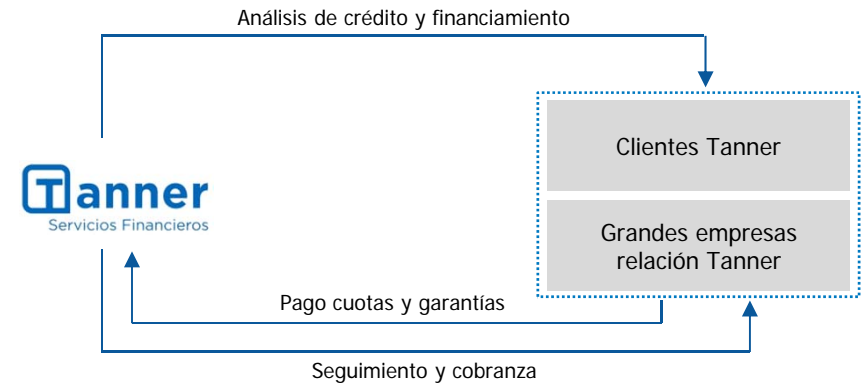 Análisis de crédito y financiamiento
Clientes Tanner
Tanner
Servicios Financieros
Grandes empresas
relación Tanner
Pago cuotas y garantías
Seguimiento y cobranza